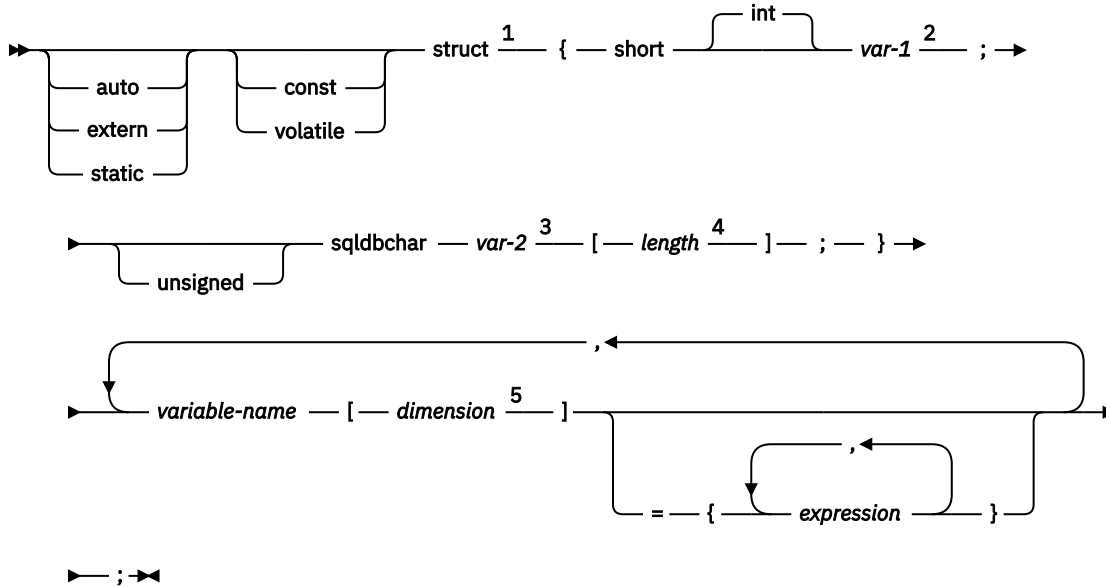 int
struct 1 { short var-1 2 ;
auto const
extern volatile
static
sqldbchar var-2 3 [ length 4 ] ; }
unsigned
,
variable-name [ dimension 5 ]
,
= { expression }
;